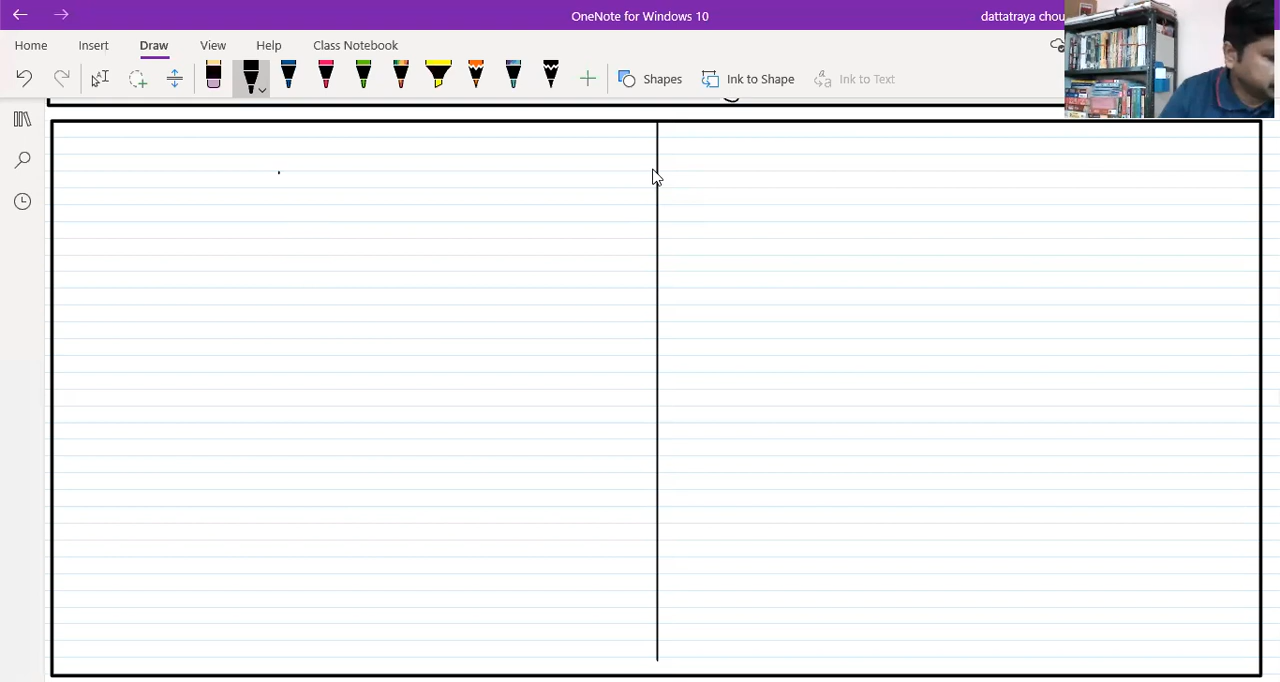 OneNote for Windows 10
dattatraya chou
Home Insert Draw View Help Class Notebook
Shapes Ink to Shape Ink to Text